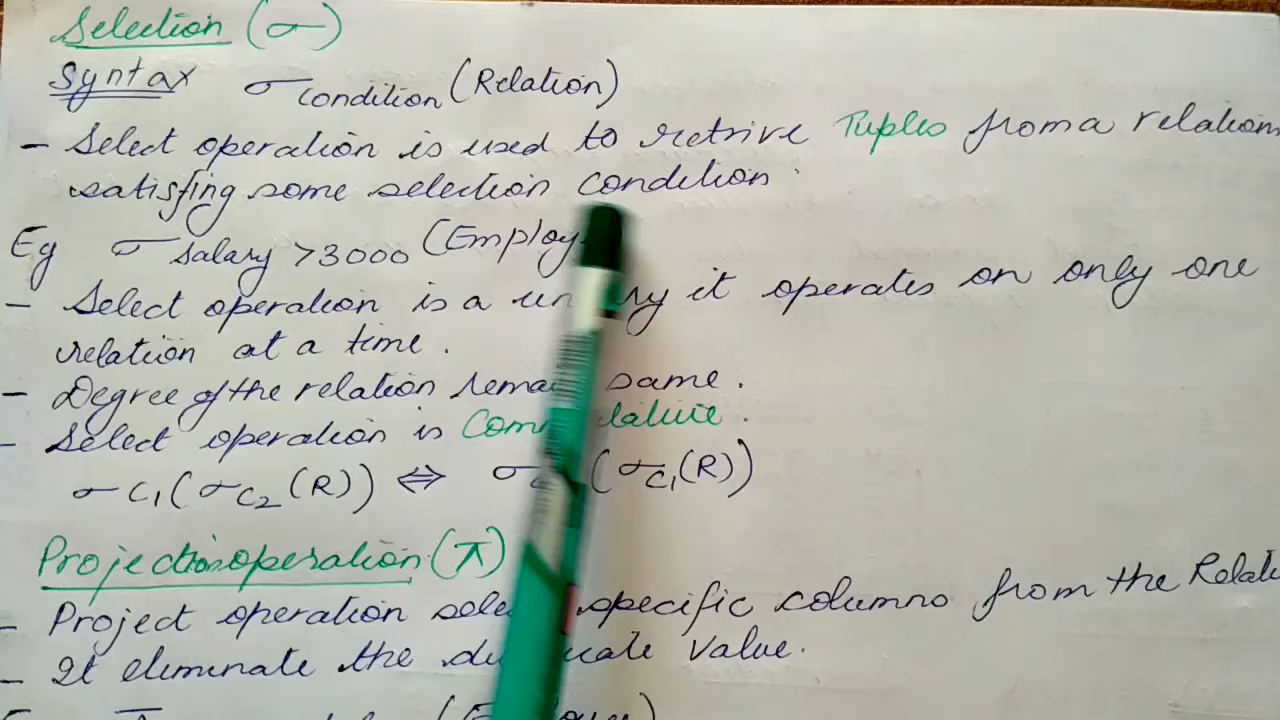 Selection (σ)
Syntax σ condition (Relation)
- Select operation is used to retrive Tuples from a relation
satisfing some selection condition.
Eg σ salary >3000 (Employ
- Select operation is a it operates on only one
relation at a time.
- Degree of the relation same.
- Select operation is
σ C1 (σ C2 (R)) ⇔ σ (σ C1 (R))
Projection operation (π)
- Project operation specific columns from the
- It eliminate the value.